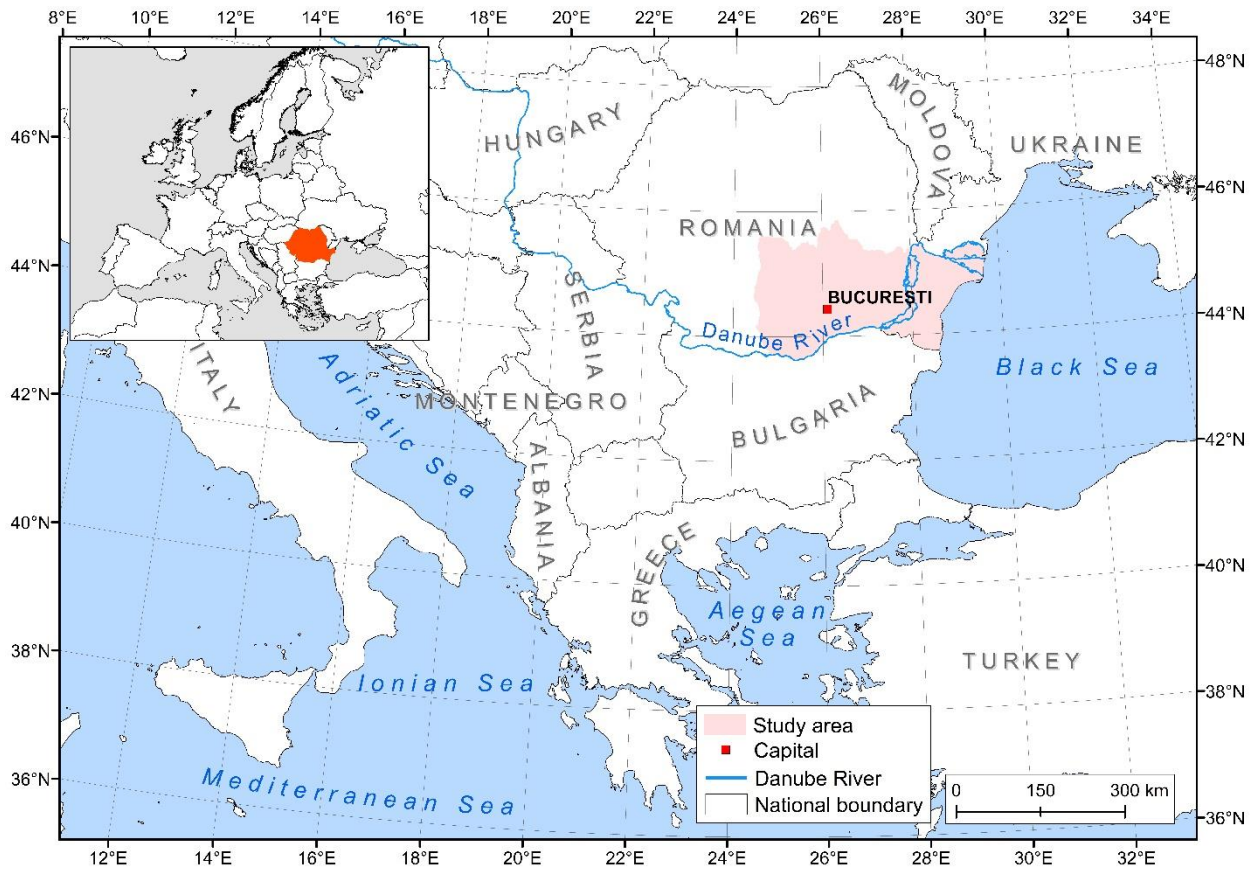 8°E 10°E 12°E 14°E 16°E 18°E 20°E 22°E 24°E 26°E 28°E 30°E 32°E 34°E
48°N
46°N
44°N
42°N
40°N
38°N
36°N
48°N
46°N
44°N
42°N
40°N
38°N
36°N
HUNGARY
MOLDOVA
UKRAINE
ROMANIA
BUCUREȘTI
SERBIA
Danube River
ITALY
Adriatic Sea
MONTENEGRO
BULGARIA
Black Sea
ALBANIA
GREECE
Aegean
Sea
TURKEY
Ionian Sea
Mediterranean Sea
Study area
Capital
Danube River
National boundary
0 150 300 km
12°E 14°E 16°E 18°E 20°E 22°E 24°E 26°E 28°E 30°E 32°E